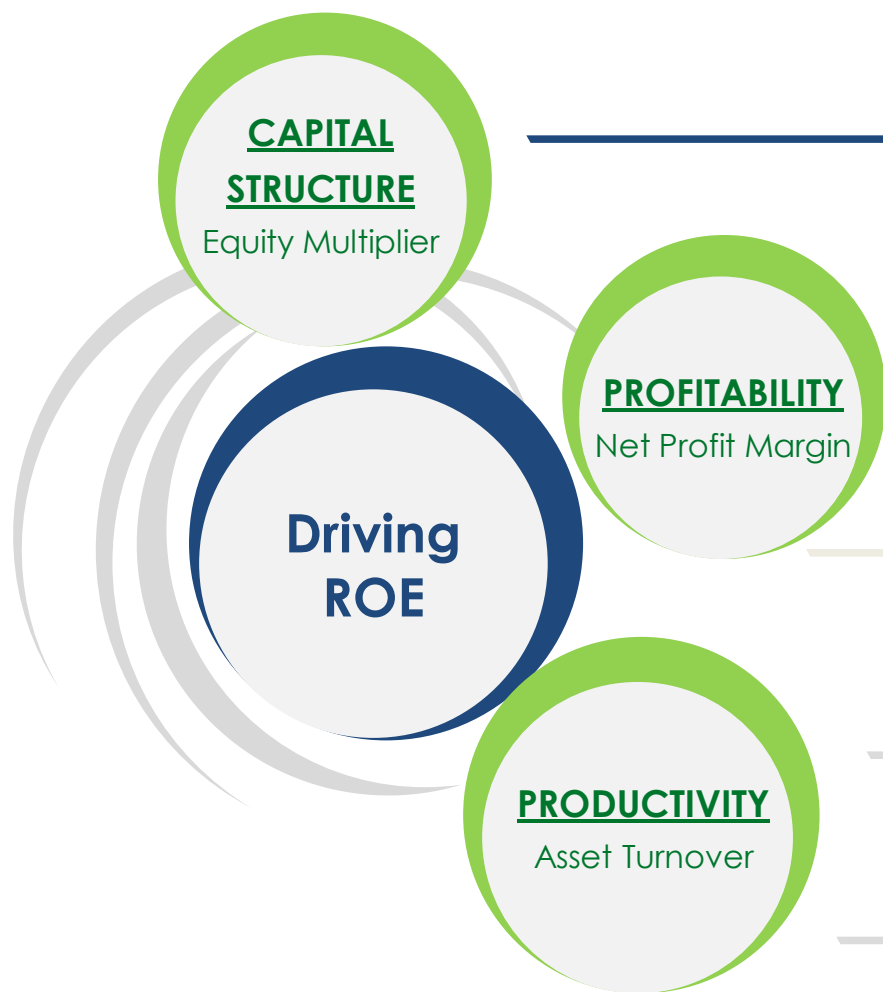 CAPITAL
STRUCTURE
Equity Multiplier
PROFITABILITY
Net Profit Margin
Driving
ROE
PRODUCTIVITY
Asset Turnover